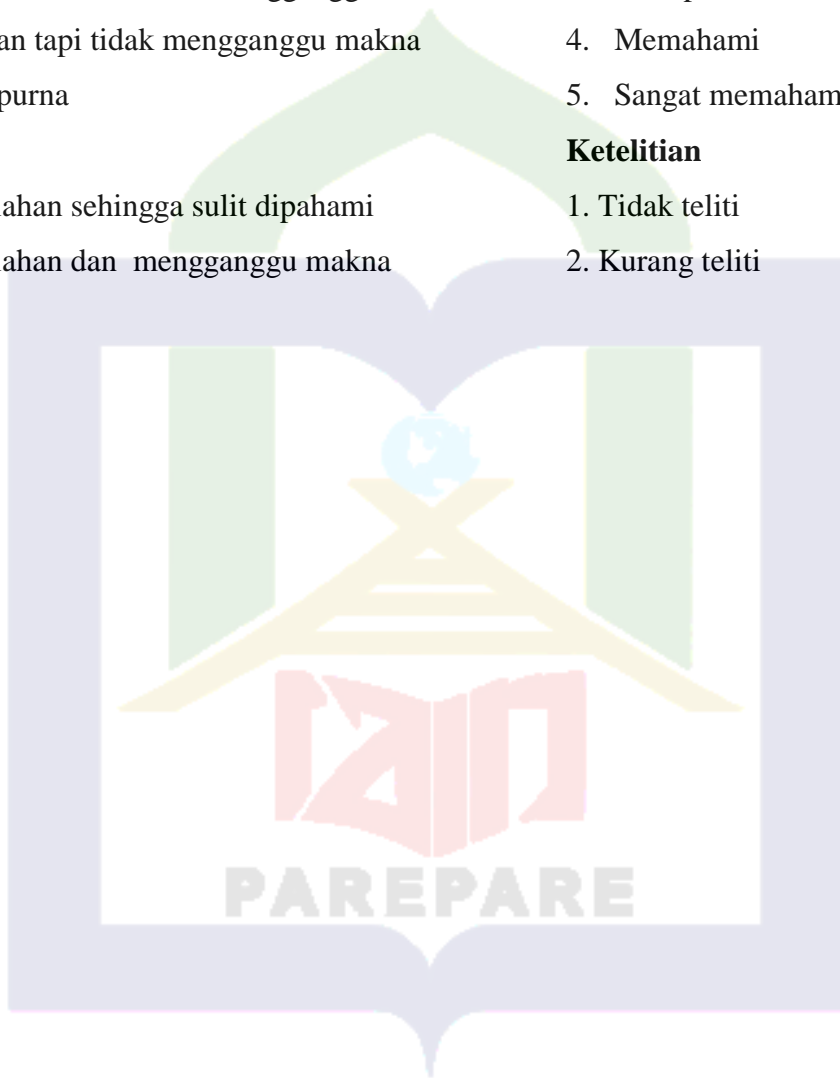 an tapi tidak mengganggu makna
purna
ahan sehingga sulit dipahami
ahan dan mengganggu makna
4. Memahami
5. Sangat memaham
Ketelitian
1. Tidak teliti
2. Kurang teliti
iain
PAREPARE